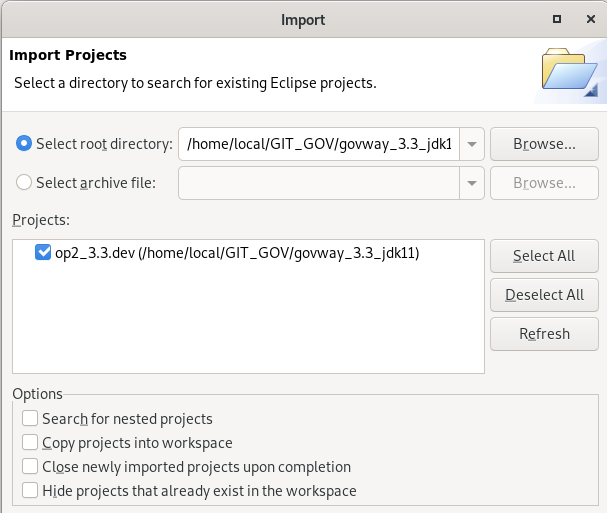 Import
Import Projects
Select a directory to search for existing Eclipse projects.
Select root directory: /home/local/GIT_GOV/govway_3.3_jdk1 Browse...
Select archive file: Browse...
Projects:
op2_3.3.dev (/home/local/GIT_GOV/govway_3.3_jdk11)
Select All
Deselect All
Refresh
Options
Search for nested projects
Copy projects into workspace
Close newly imported projects upon completion
Hide projects that already exist in the workspace